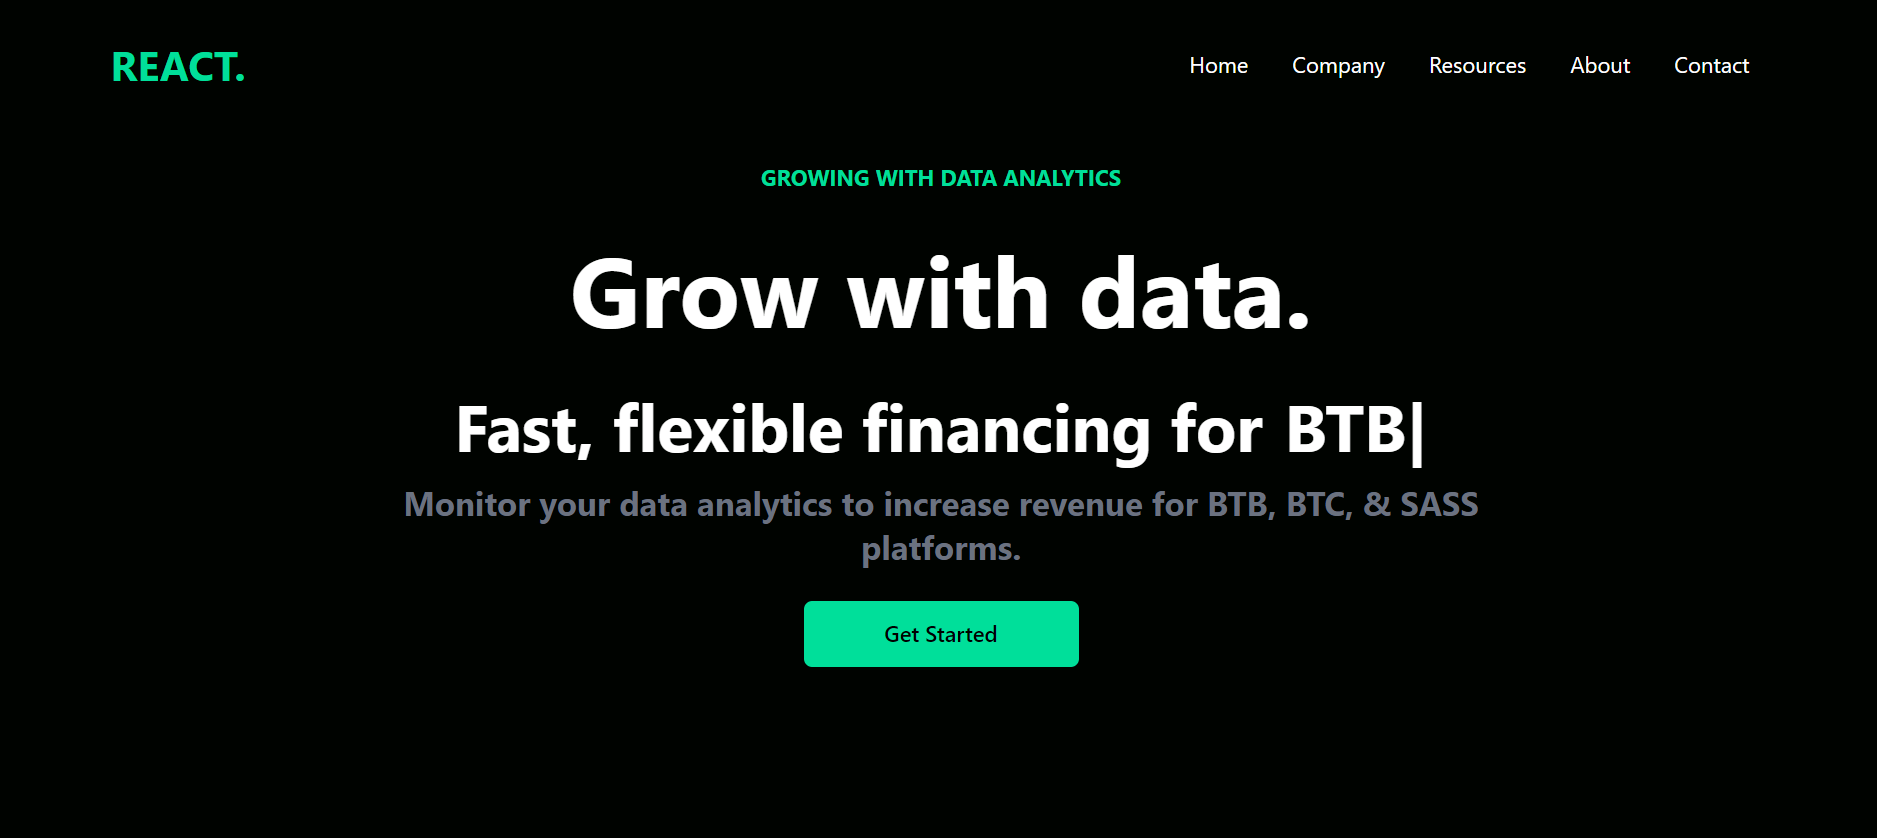 REACT.
Home Company Resources About Contact
GROWING WITH DATA ANALYTICS
Grow with data.
Fast, flexible financing for BTB|
Monitor your data analytics to increase revenue for BTB, BTC, & SASS
platforms.
Get Started